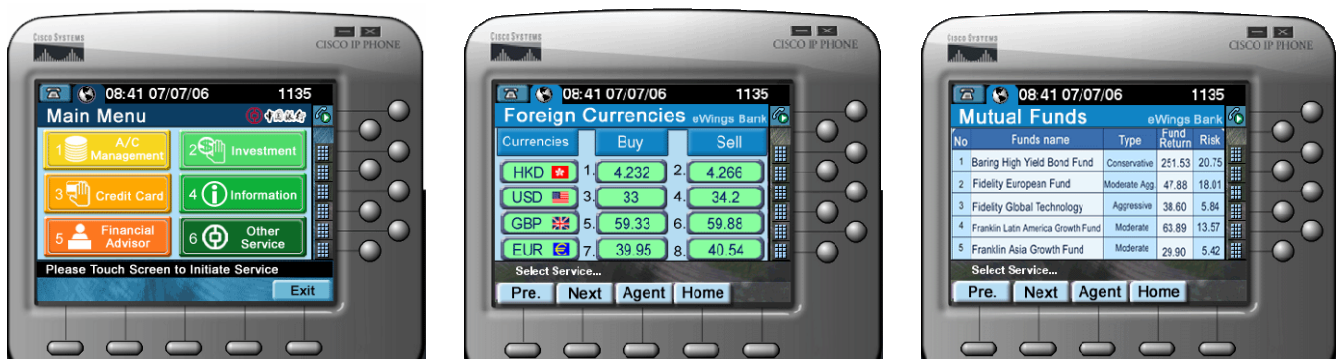 CISCO SYSTEMS
CISCO IP PHONE
08:41 07/07/06 1135
Main Menu
1 A/C Management
2 Investment
3 Credit Card
4 Information
5 Financial Advisor
6 Other Service
Please Touch Screen to Initiate Service
Exit
CISCO SYSTEMS
CISCO IP PHONE
08:41 07/07/06 1135
Foreign Currencies eWings Bank
Currencies Buy Sell
HKD 1. 4.232 2. 4.266
USD 3. 33 4. 34.2
GBP 5. 59.33 6. 59.88
EUR 7. 39.95 8. 40.54
Select Service...
Pre. Next Agent Home
CISCO SYSTEMS
CISCO IP PHONE
08:41 07/07/06 1135
Mutual Funds eWings Bank
No Funds name Type Fund Return Risk
1 Baring High Yield Bond Fund Conservative 251.53 20.75
2 Fidelity European Fund Moderate Agg. 47.88 18.01
3 Fidelity Global Technology Aggressive 38.60 5.84
4 Franklin Latin America Growth Fund Moderate 63.89 13.57
5 Franklin Asia Growth Fund Moderate 29.90 5.42
Select Service...
Pre. Next Agent Home